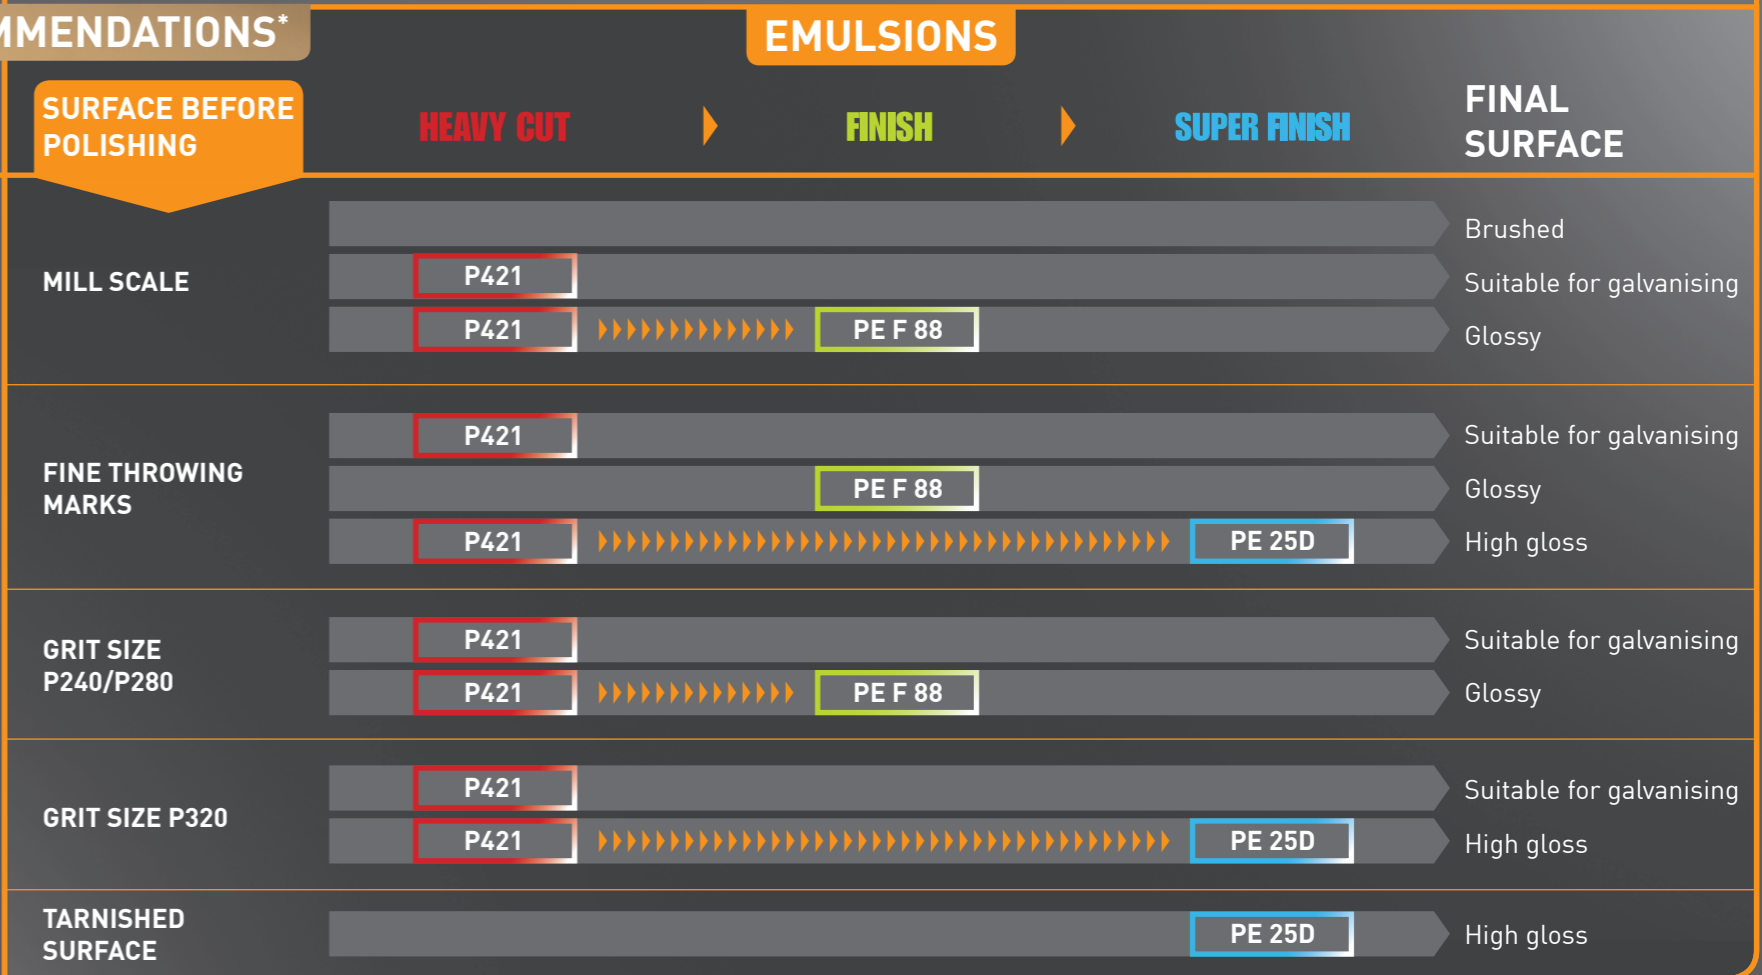 MMENDATIONS*
EMULSIONS
SURFACE BEFORE
POLISHING
HEAVY CUT
FINISH
SUPER FINISH
FINAL
SURFACE
MILL SCALE
Brushed
P421
Suitable for galvanising
P421
PE F 88
Glossy
FINE THROWING
MARKS
P421
Suitable for galvanising
PE F 88
Glossy
P421
PE 25D
High gloss
GRIT SIZE
P240/P280
P421
Suitable for galvanising
P421
PE F 88
Glossy
GRIT SIZE P320
P421
Suitable for galvanising
P421
PE 25D
High gloss
TARNISHED
SURFACE
PE 25D
High gloss